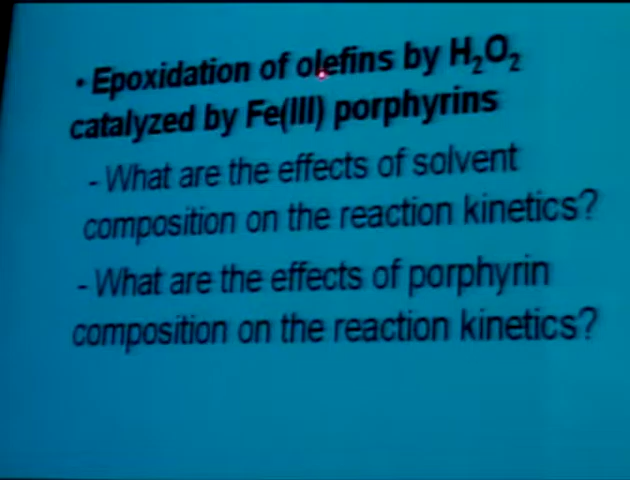 • Epoxidation of olefins by H₂O₂
catalyzed by Fe(III) porphyrins
- What are the effects of solvent
composition on the reaction kinetics?
- What are the effects of porphyrin
composition on the reaction kinetics?